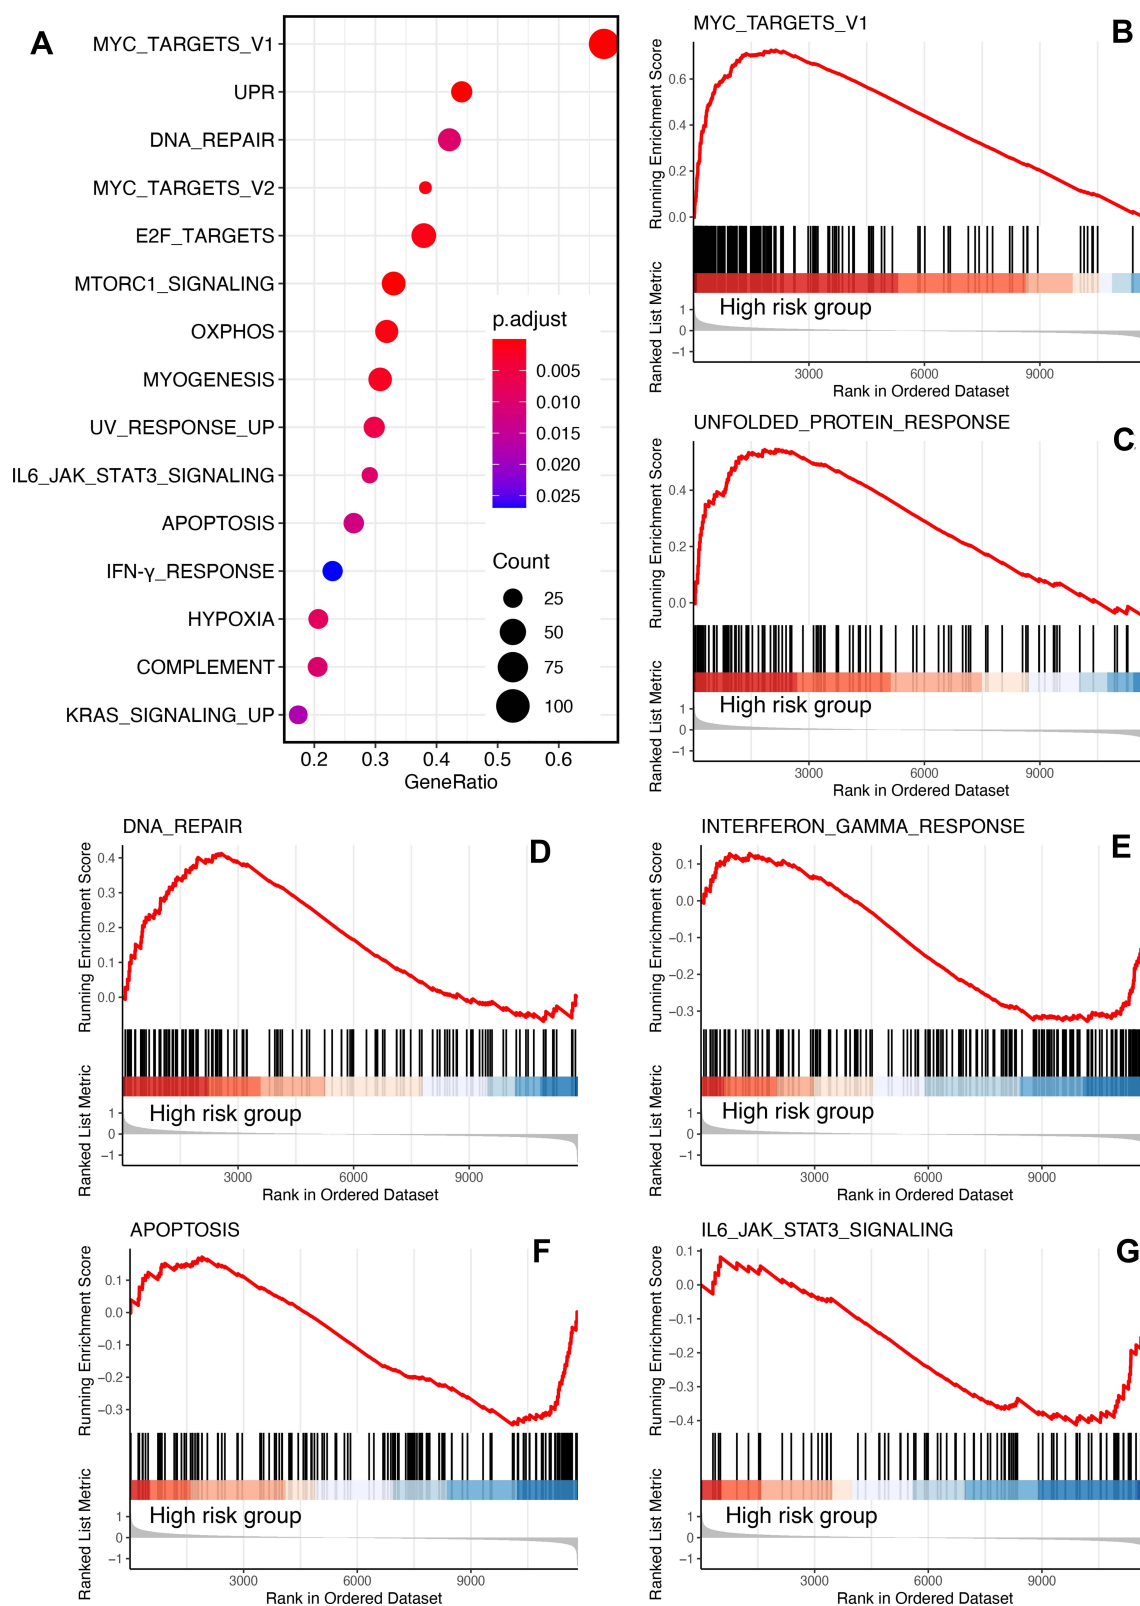 A
MYC_TARGETS_V1
UPR
DNA_REPAIR
MYC_TARGETS_V2
E2F_TARGETS
MTORC1_SIGNALING
OXPHOS
MYOGENESIS
UV_RESPONSE_UP
IL6_JAK_STAT3_SIGNALING
APOPTOSIS
IFN-γ_RESPONSE
HYPOXIA
COMPLEMENT
KRAS_SIGNALING_UP
0.2 0.3 0.4 0.5 0.6
GeneRatio
p.adjust
0.005
0.010
0.015
0.020
0.025
Count
25
50
75
100
MYC_TARGETS_V1
B
Running Enrichment Score
0.6
0.4
0.2
0.0
Ranked List Metric
High risk group
1
0
−1
3000 6000 9000
Rank in Ordered Dataset
UNFOLDED_PROTEIN_RESPONSE
C
Running Enrichment Score
0.4
0.2
0.0
Ranked List Metric
High risk group
1
0
−1
3000 6000 9000
Rank in Ordered Dataset
DNA_REPAIR
D
Running Enrichment Score
0.4
0.3
0.2
0.1
0.0
Ranked List Metric
High risk group
1
0
−1
3000 6000 9000
Rank in Ordered Dataset
INTERFERON_GAMMA_RESPONSE
E
Running Enrichment Score
0.1
0.0
−0.1
−0.2
−0.3
Ranked List Metric
High risk group
1
0
−1
3000 6000 9000
Rank in Ordered Dataset
APOPTOSIS
F
Running Enrichment Score
0.1
0.0
−0.1
−0.2
−0.3
Ranked List Metric
High risk group
1
0
−1
3000 6000 9000
Rank in Ordered Dataset
IL6_JAK_STAT3_SIGNALING
G
Running Enrichment Score
0.1
0.0
−0.1
−0.2
−0.3
−0.4
Ranked List Metric
High risk group
1
0
−1
3000 6000 9000
Rank in Ordered Dataset